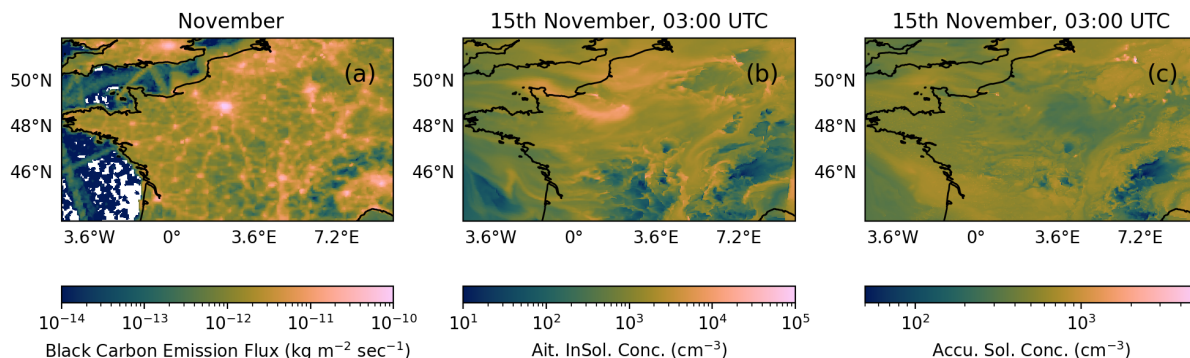 November
15th November, 03:00 UTC
15th November, 03:00 UTC
(a)
(b)
(c)
50°N
48°N
46°N
50°N
48°N
46°N
50°N
48°N
46°N
3.6°W 0° 3.6°E 7.2°E
3.6°W 0° 3.6°E 7.2°E
3.6°W 0° 3.6°E 7.2°E
10⁻¹⁴ 10⁻¹³ 10⁻¹² 10⁻¹¹ 10⁻¹⁰
10¹ 10² 10³ 10⁴ 10⁵
10² 10³
Black Carbon Emission Flux (kg m⁻² sec⁻¹)
Ait. InSol. Conc. (cm⁻³)
Accu. Sol. Conc. (cm⁻³)